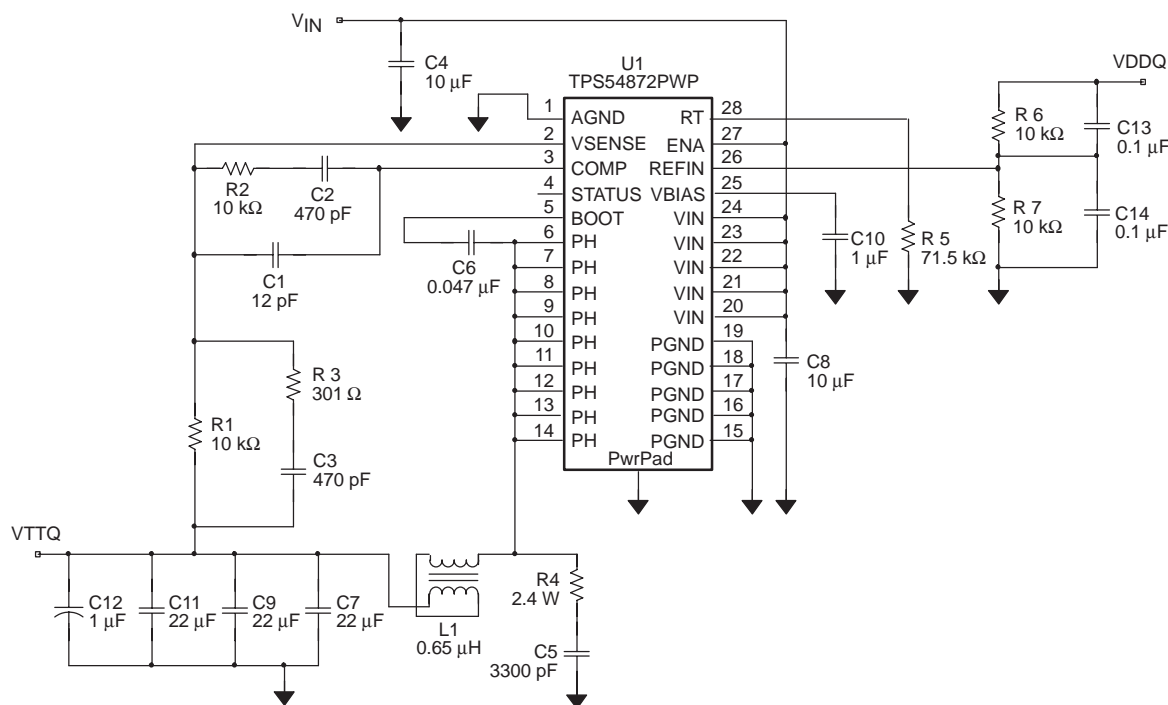 VIN
C4
10 μF
U1
TPS54872PWP
VDDQ
1 AGND RT 28
2 VSENSE ENA 27
3 COMP REFIN 26
4 STATUS VBIAS 25
5 BOOT VIN 24
6 PH VIN 23
7 PH VIN 22
8 PH VIN 21
9 PH VIN 20
10 PH PGND 19
11 PH PGND 18
12 PH PGND 17
13 PH PGND 16
14 PH PGND 15
PwrPad
R2
10 kΩ
C2
470 pF
C1
12 pF
C6
0.047 μF
R 3
301 Ω
R1
10 kΩ
C3
470 pF
R 6
10 kΩ
C13
0.1 μF
R 7
10 kΩ
C14
0.1 μF
C10
1 μF
R 5
71.5 kΩ
C8
10 μF
VTTQ
C12
1 μF
C11
22 μF
C9
22 μF
C7
22 μF
L1
0.65 μH
R4
2.4 W
C5
3300 pF